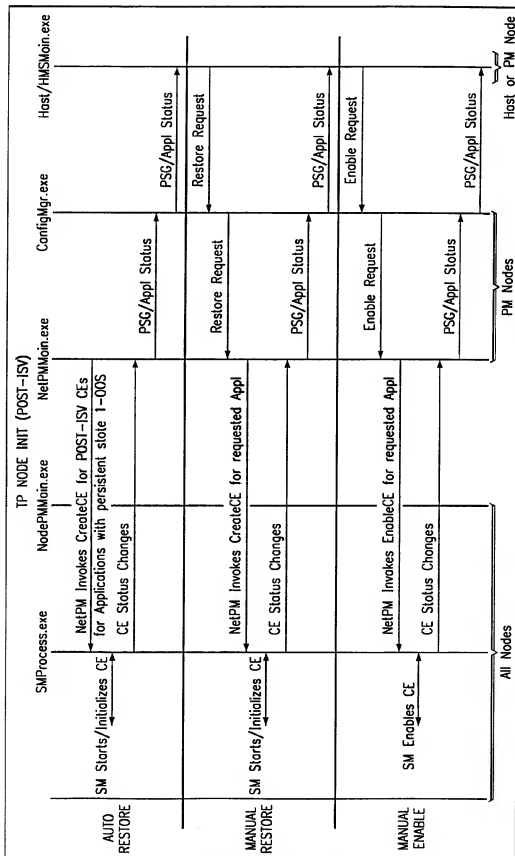 TP NODE INIT (POST-ISV)
SMProcess.exe
NodePMMain.exe
NetPMMain.exe
ConfigMgr.exe
Host/HMSMain.exe
AUTO
RESTORE
NetPM Invokes CreateCE for POST-ISV CEs
for Applications with persistent state 1-OOS
SM Starts/Initializes CE
CE Status Changes
PSG/Appl Status
PSG/Appl Status
MANUAL
RESTORE
Restore Request
Restore Request
NetPM Invokes CreateCE for requested Appl
SM Starts/Initializes CE
CE Status Changes
PSG/Appl Status
PSG/Appl Status
MANUAL
ENABLE
Enable Request
Enable Request
NetPM Invokes EnableCE for requested Appl
SM Enables CE
CE Status Changes
PSG/Appl Status
PSG/Appl Status
All Nodes
PM Nodes
Host or PM Node